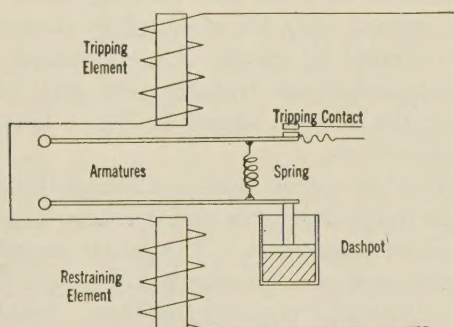 Tripping
Element
Tripping Contact
Armatures
Spring
Dashpot
Restraining
Element